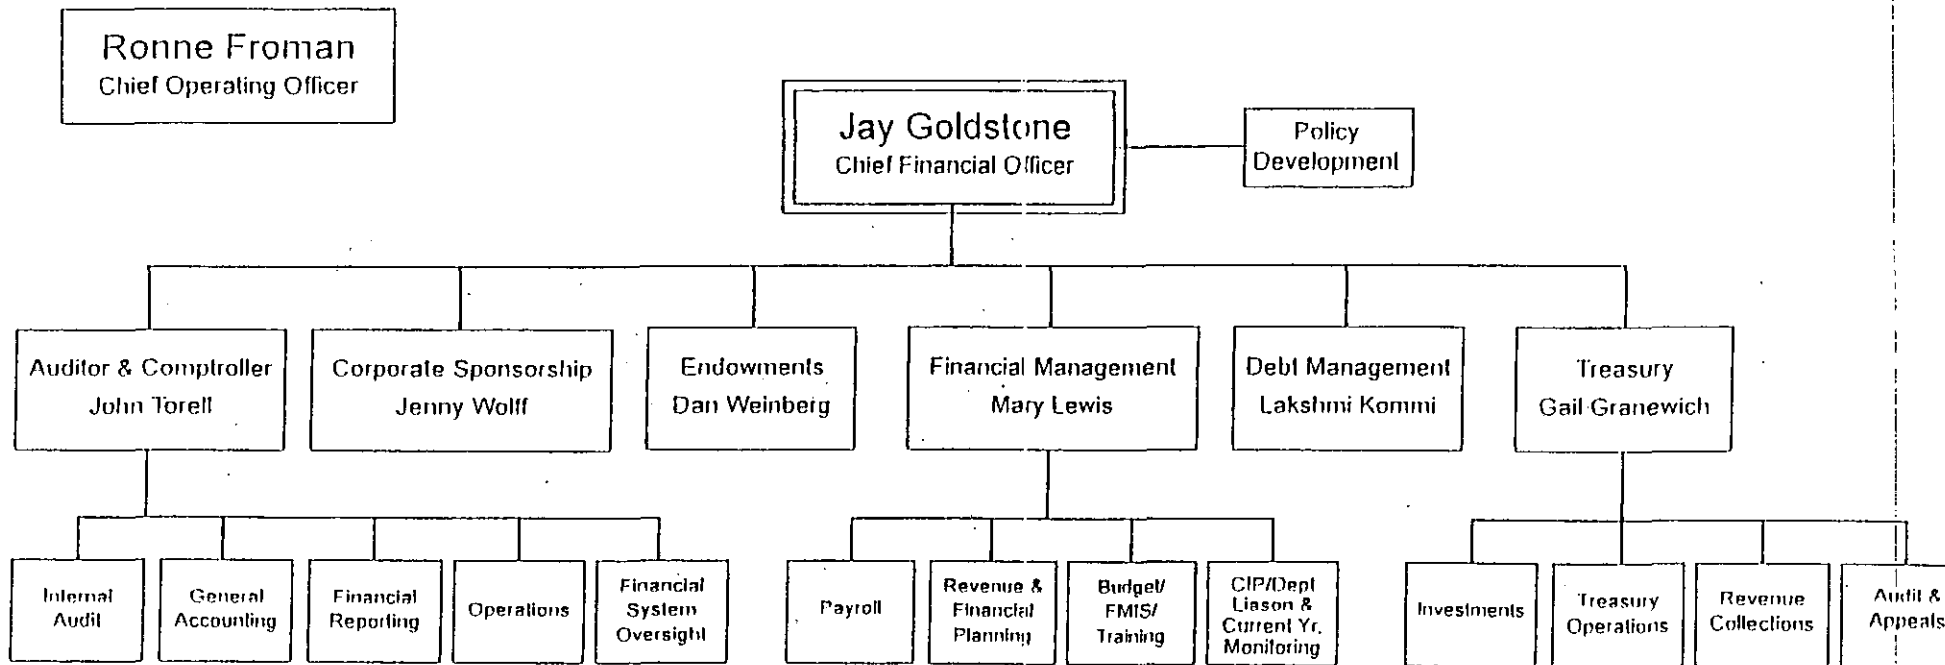 Ronne Froman
Chief Operating Officer
Jay Goldstone
Chief Financial Officer
Policy
Development
Auditor & Comptroller
John Torell
Corporate Sponsorship
Jenny Wolff
Endowments
Dan Weinberg
Financial Management
Mary Lewis
Debt Management
Lakshmi Kommi
Treasury
Gail Granewich
Internal
Audit
General
Accounting
Financial
Reporting
Operations
Financial
System
Oversight
Payroll
Revenue &
Financial
Planning
Budget/
FMIS/
Training
CIP/Dept
Liason &
Current Yr.
Monitoring
Investments
Treasury
Operations
Revenue
Collections
Audit &
Appeals